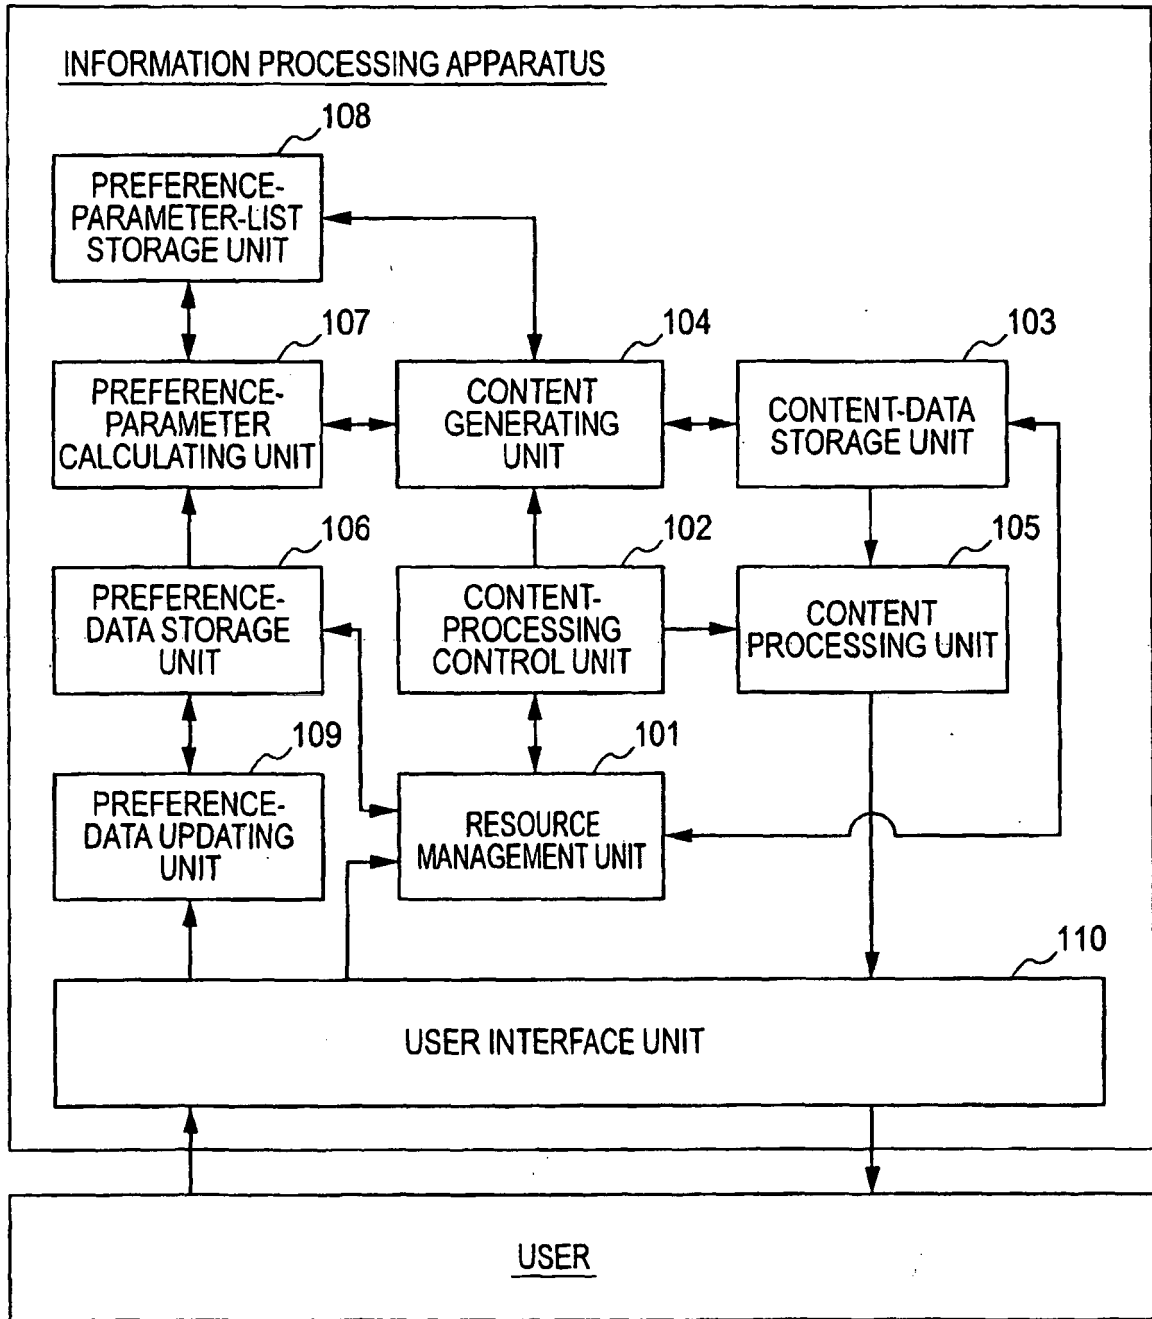 INFORMATION PROCESSING APPARATUS
108
PREFERENCE-
PARAMETER-LIST
STORAGE UNIT
107
PREFERENCE-
PARAMETER
CALCULATING UNIT
104
CONTENT
GENERATING
UNIT
103
CONTENT-DATA
STORAGE UNIT
106
PREFERENCE-
DATA STORAGE
UNIT
102
CONTENT-
PROCESSING
CONTROL UNIT
105
CONTENT
PROCESSING UNIT
109
PREFERENCE-
DATA UPDATING
UNIT
101
RESOURCE
MANAGEMENT UNIT
110
USER INTERFACE UNIT
USER